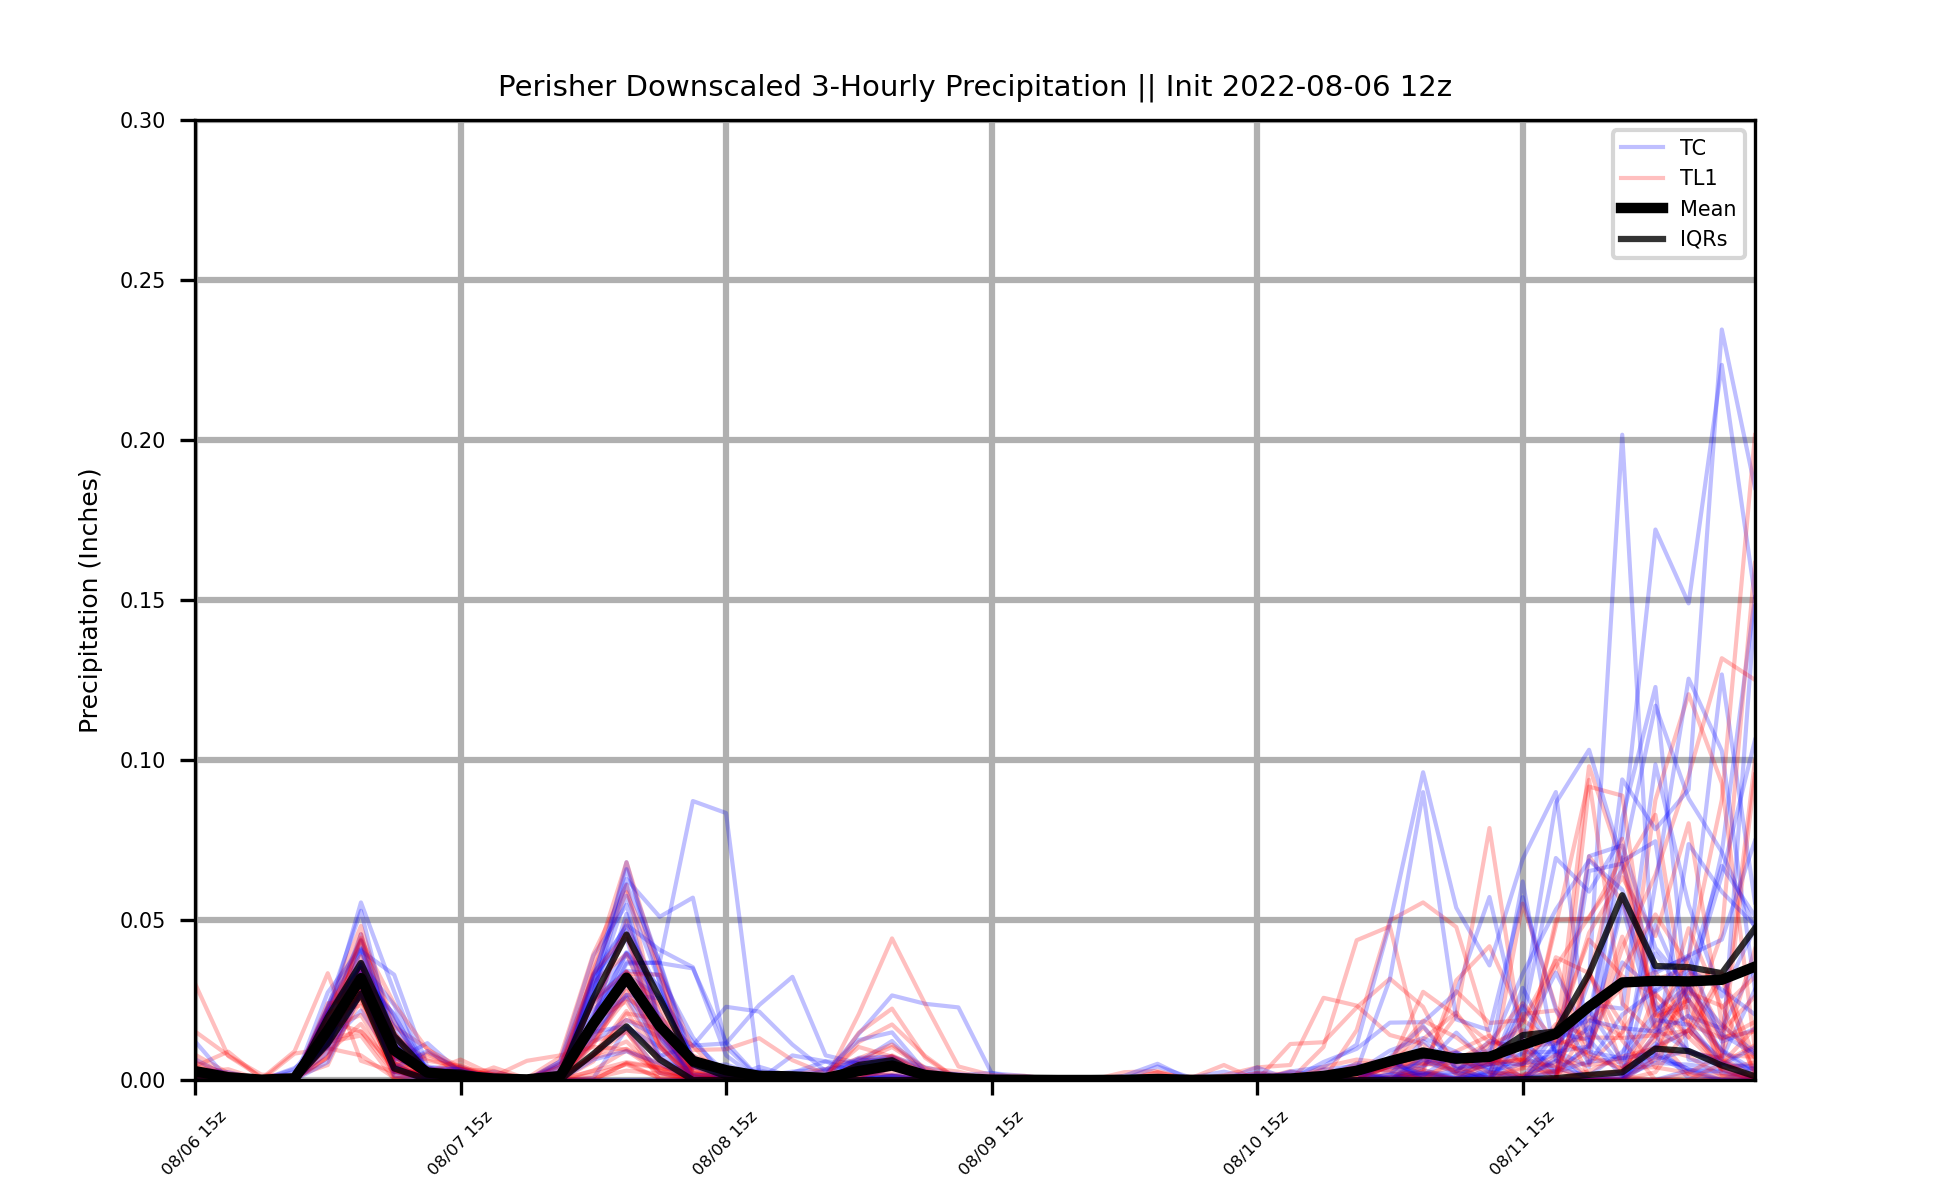 Perisher Downscaled 3-Hourly Precipitation || Init 2022-08-06 12z
Precipitation (Inches)
0.30
0.25
0.20
0.15
0.10
0.05
0.00
TC
TL1
Mean
IQRs
08/06 15z
08/07 15z
08/08 15z
08/09 15z
08/10 15z
08/11 15z